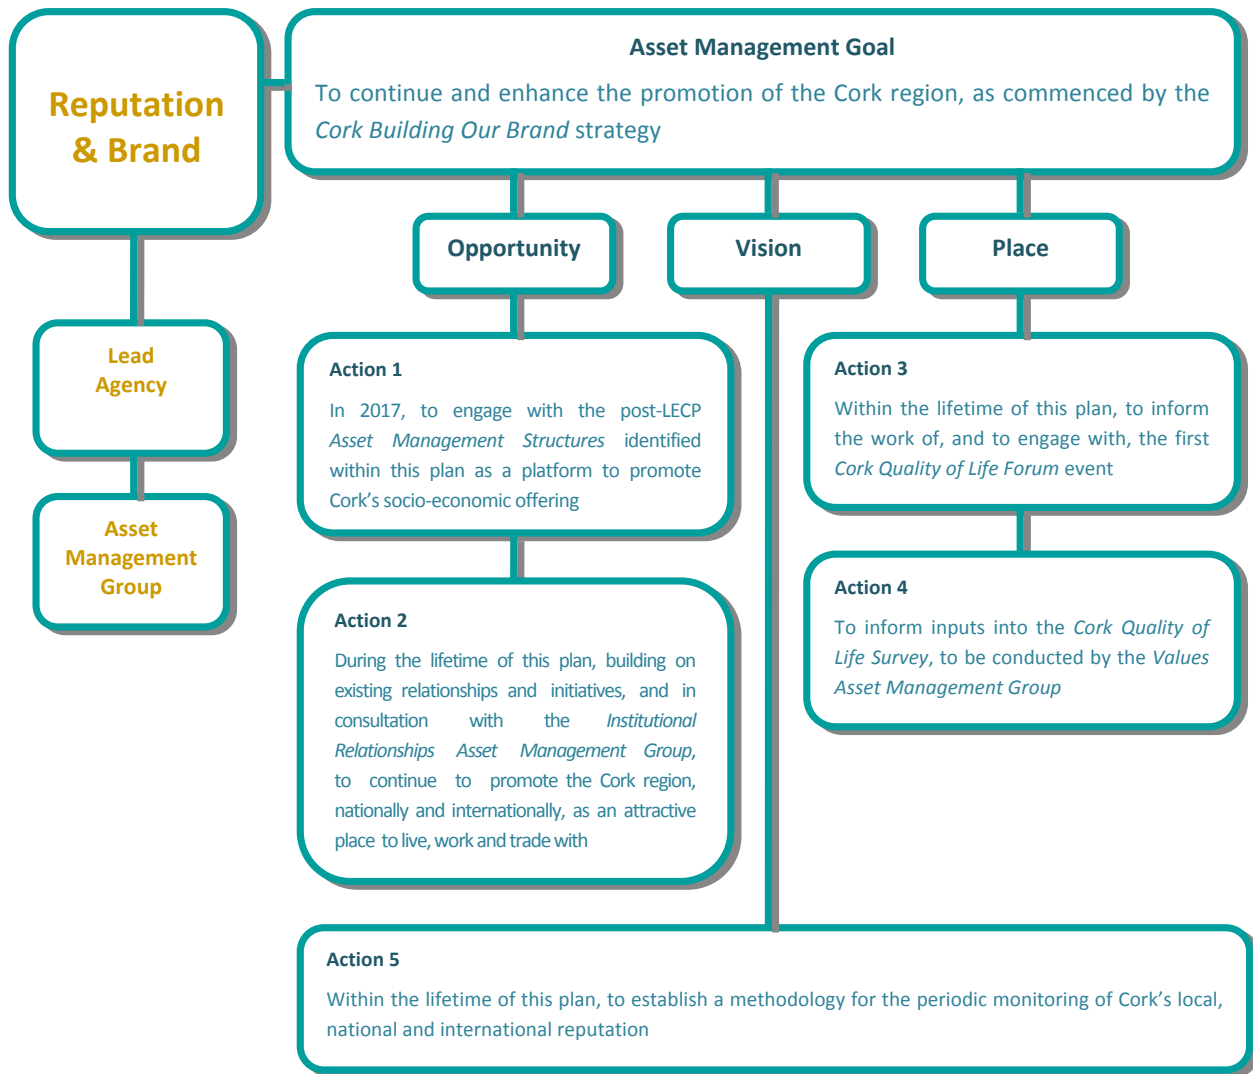 Reputation
& Brand
Asset Management Goal
To continue and enhance the promotion of the Cork region, as commenced by the
Cork Building Our Brand strategy
Opportunity
Vision
Place
Lead
Agency
Asset
Management
Group
Action 1
In 2017, to engage with the post-LECP
Asset Management Structures identified
within this plan as a platform to promote
Cork’s socio-economic offering
Action 2
During the lifetime of this plan, building on
existing relationships and initiatives, and in
consultation with the Institutional
Relationships Asset Management Group,
to continue to promote the Cork region,
nationally and internationally, as an attractive
place to live, work and trade with
Action 3
Within the lifetime of this plan, to inform
the work of, and to engage with, the first
Cork Quality of Life Forum event
Action 4
To inform inputs into the Cork Quality of
Life Survey, to be conducted by the Values
Asset Management Group
Action 5
Within the lifetime of this plan, to establish a methodology for the periodic monitoring of Cork’s local,
national and international reputation